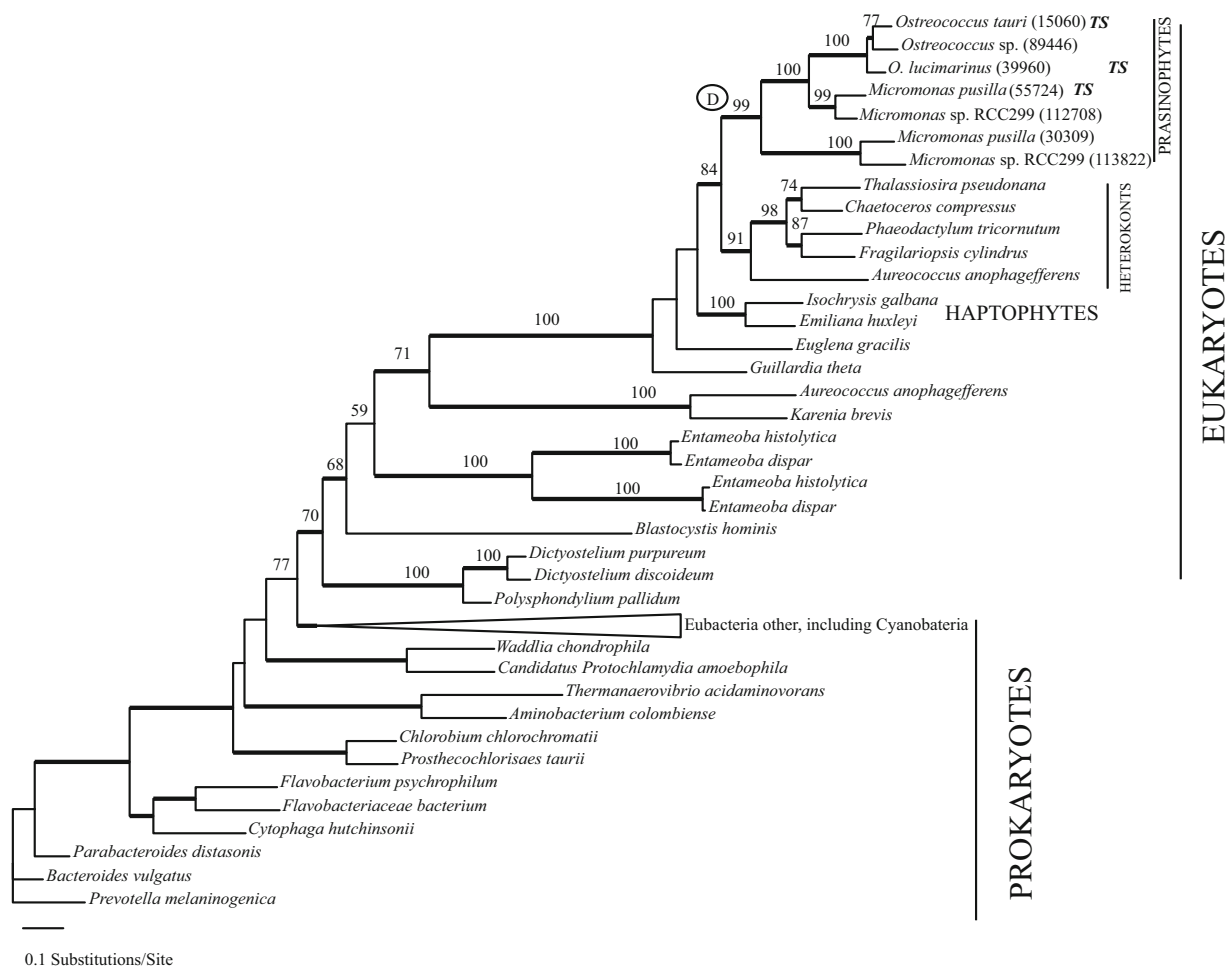 77
Ostreococcus tauri (15060) TS
100
Ostreococcus sp. (89446)
100
O. lucimarinus (39960) TS
D
99
99
Micromonas pusilla (55724) TS
Micromonas sp. RCC299 (112708)
100
Micromonas pusilla (30309)
Micromonas sp. RCC299 (113822)
PRASINOPHYTES
84
74
Thalassiosira pseudonana
98
Chaetoceros compressus
87
Phaeodactylum tricornutum
91
Fragilariopsis cylindrus
Aureococcus anophagefferens
HETEROKONTS
100
Isochrysis galbana
HAPTOPHYTES
Emiliana huxleyi
100
Euglena gracilis
71
Guillardia theta
100
Aureococcus anophagefferens
Karenia brevis
EUKARYOTES
59
100
Entameoba histolytica
100
Entameoba dispar
68
100
Entameoba histolytica
Entameoba dispar
70
Blastocystis hominis
100
Dictyostelium purpureum
77
100
Dictyostelium discoideum
Polysphondylium pallidum
Eubacteria other, including Cyanobateria
Waddlia chondrophila
Candidatus Protochlamydia amoebophila
Thermanaerovibrio acidaminovorans
Aminobacterium colombiense
Chlorobium chlorochromatii
Prosthecochlorisaes taurii
Flavobacterium psychrophilum
Flavobacteriaceae bacterium
Cytophaga hutchinsonii
Parabacteroides distasonis
Bacteroides vulgatus
Prevotella melaninogenica
PROKARYOTES
0.1 Substitutions/Site